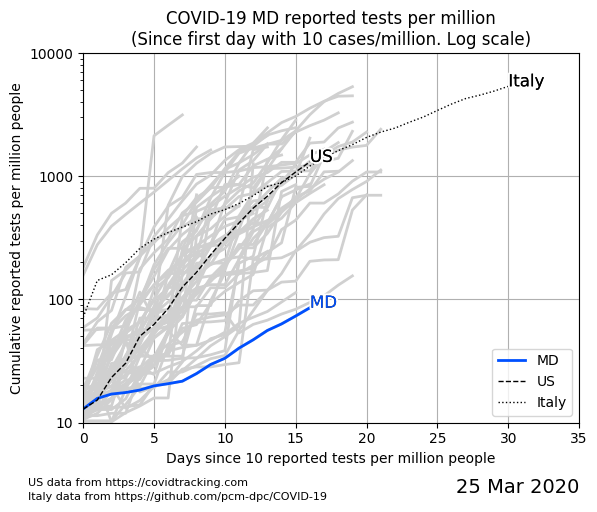 COVID-19 MD reported tests per million
(Since first day with 10 cases/million. Log scale)
Cumulative reported tests per million people
10000
1000
100
10
Italy
US
MD
MD
US
Italy
0
5
10
15
20
25
30
35
Days since 10 reported tests per million people
US data from https://covidtracking.com
Italy data from https://github.com/pcm-dpc/COVID-19
25 Mar 2020